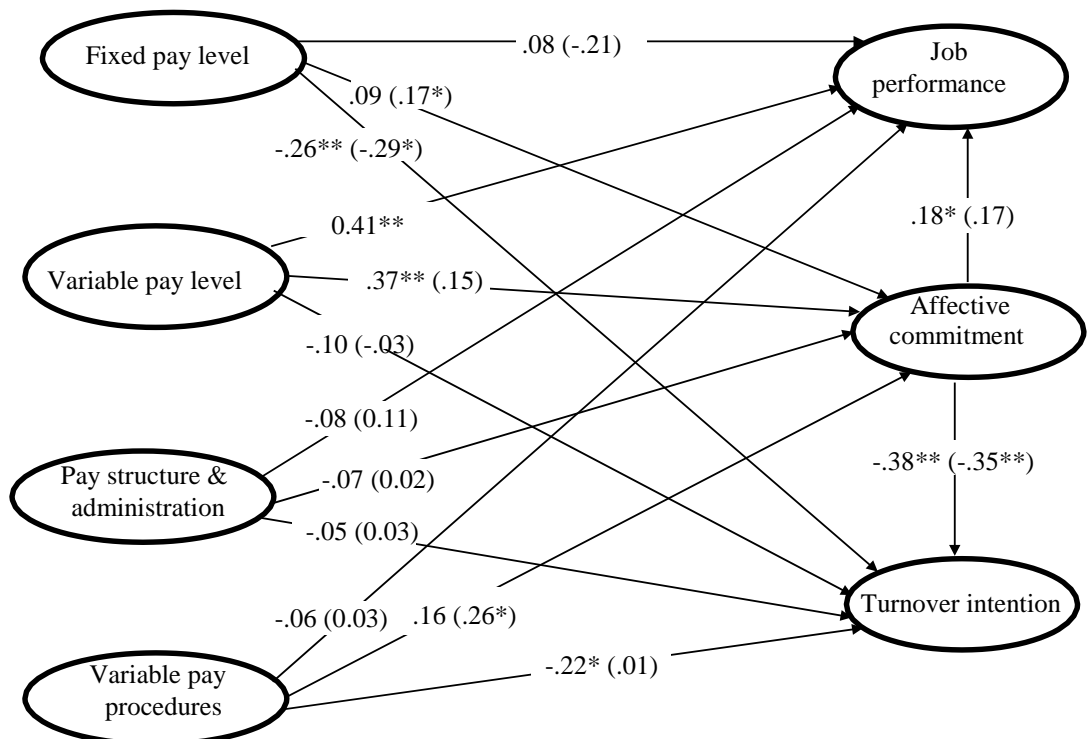 Fixed pay level
.08 (-.21)
Job
performance
.09 (.17*)
-.26** (-.29*)
0.41**
.18* (.17)
Variable pay level
.37** (.15)
Affective
commitment
-.10 (-.03)
-.08 (0.11)
Pay structure &
administration
-.07 (0.02)
-.38** (-.35**)
-.05 (0.03)
Turnover intention
-.06 (0.03)
.16 (.26*)
-.22* (.01)
Variable pay
procedures